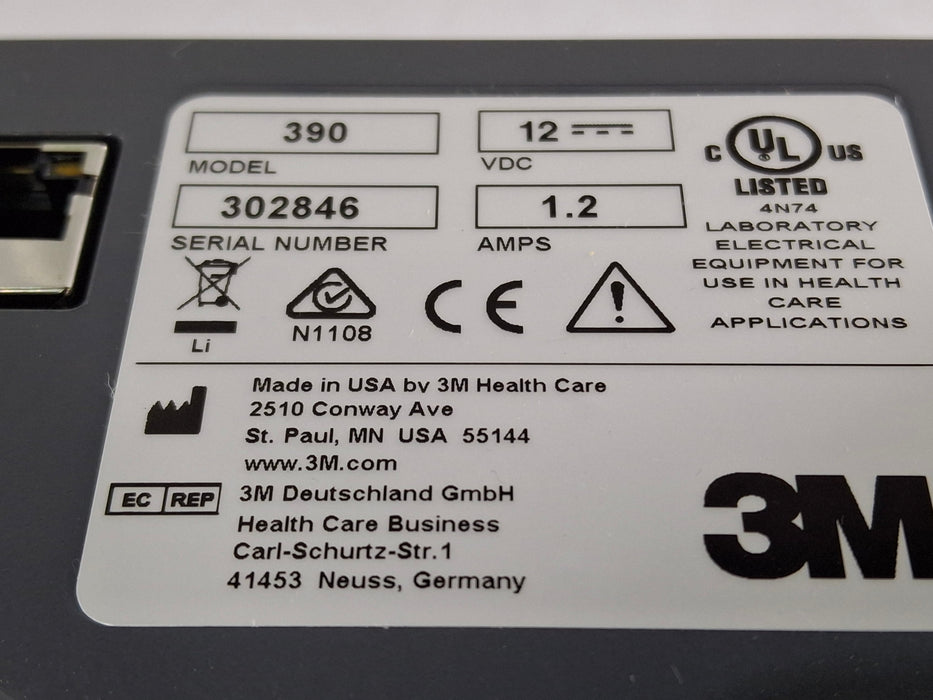 390
MODEL
12
VDC
302846
SERIAL NUMBER
1.2
AMPS
C UL US
®
LISTED
4N74
LABORATORY
ELECTRICAL
EQUIPMENT FOR
USE IN HEALTH
CARE
APPLICATIONS
Li
N1108
CE
!
Made in USA by 3M Health Care
2510 Conway Ave
St. Paul, MN USA 55144
www.3M.com
EC REP
3M Deutschland GmbH
Health Care Business
Carl-Schurtz-Str.1
41453 Neuss, Germany
3M